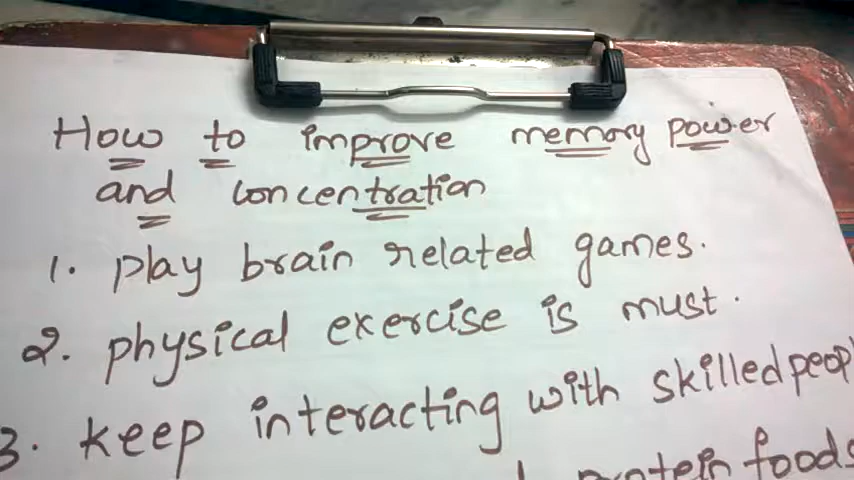 How to improve memory power
and concentration
1. play brain related games.
2. physical exercise is must.
3. keep interacting with skilled peopl
protein foods